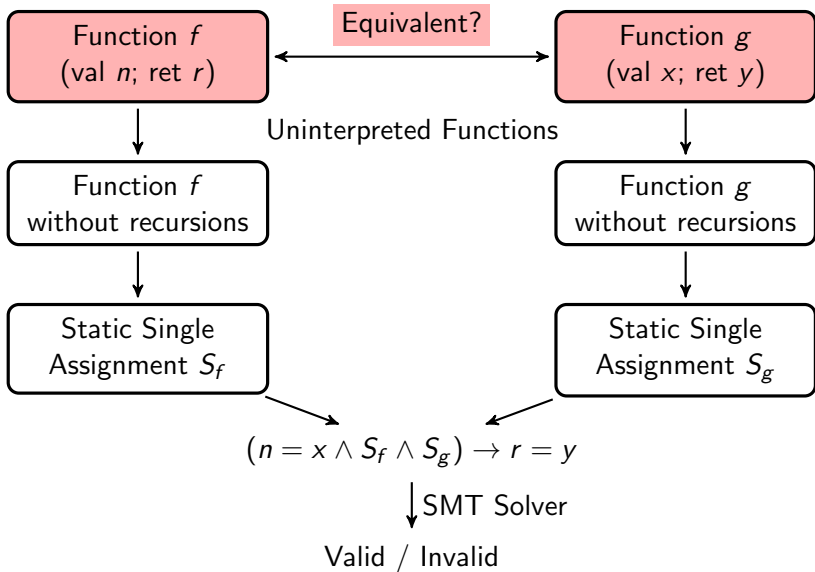 Function f
(val n; ret r)
Equivalent?
Function g
(val x; ret y)
Uninterpreted Functions
Function f
without recursions
Function g
without recursions
Static Single
Assignment S_f
Static Single
Assignment S_g
(n = x ∧ S_f ∧ S_g) → r = y
SMT Solver
Valid / Invalid